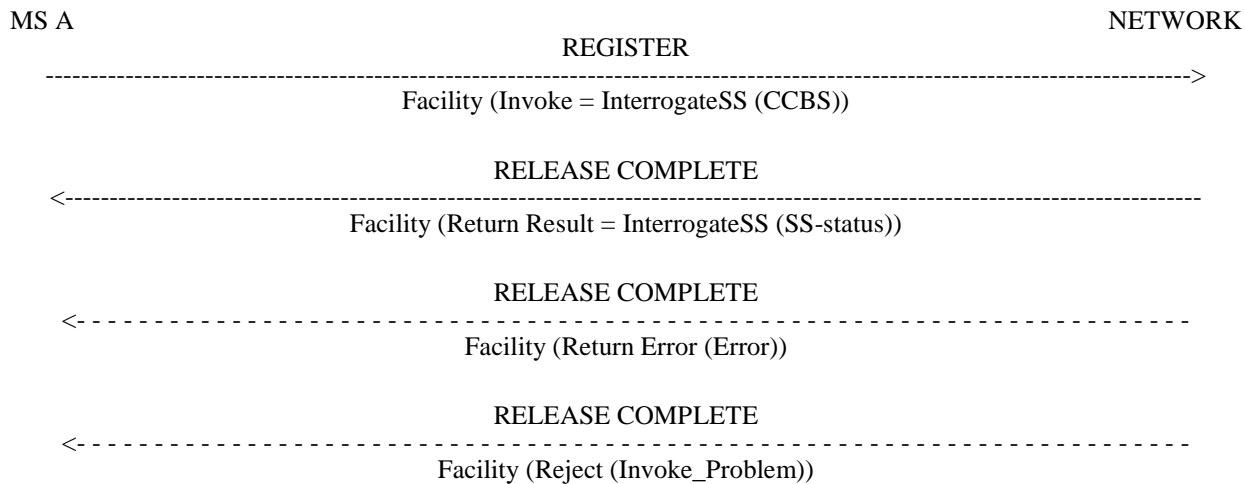 MS A NETWORK
REGISTER
Facility (Invoke = InterrogateSS (CCBS))
RELEASE COMPLETE
Facility (Return Result = InterrogateSS (SS-status))
RELEASE COMPLETE
Facility (Return Error (Error))
RELEASE COMPLETE
Facility (Reject (Invoke_Problem))